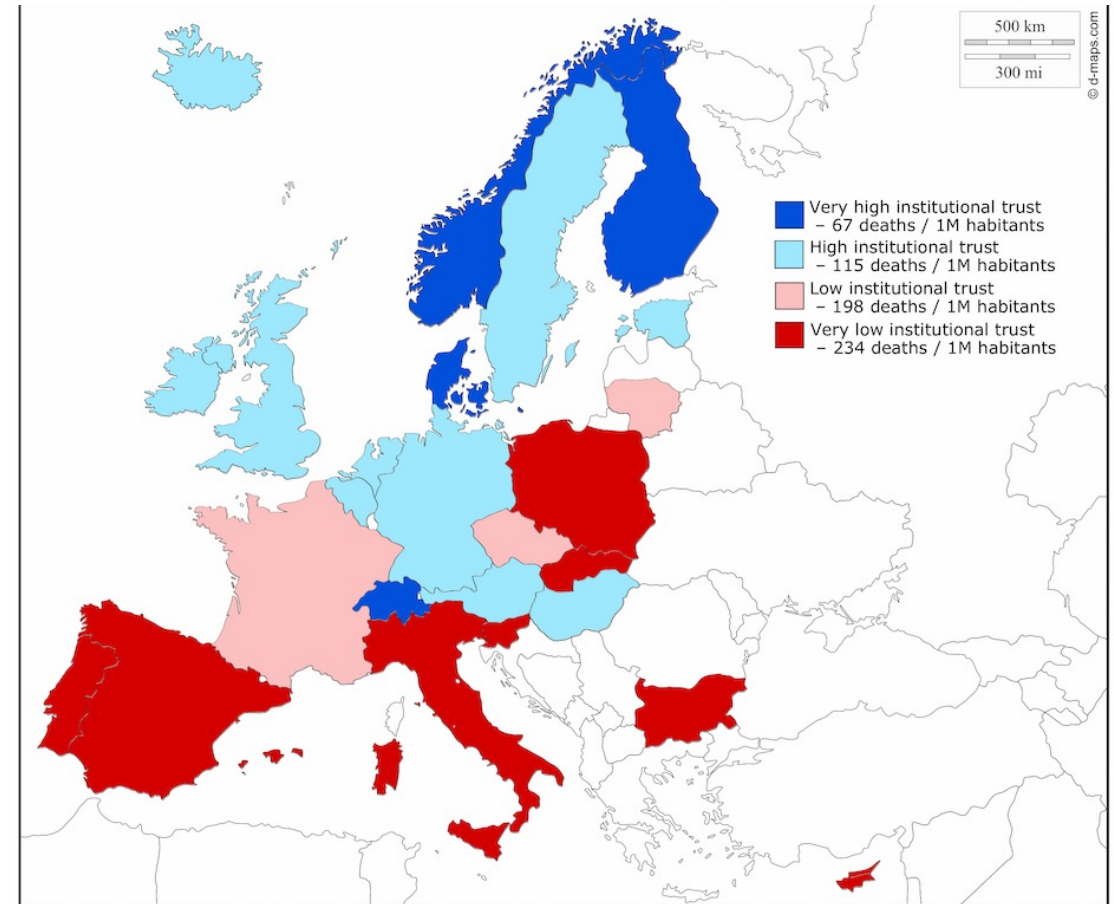 500 km
300 mi
© d-maps.com
Very high institutional trust
– 67 deaths / 1M habitants
High institutional trust
– 115 deaths / 1M habitants
Low institutional trust
– 198 deaths / 1M habitants
Very low institutional trust
– 234 deaths / 1M habitants